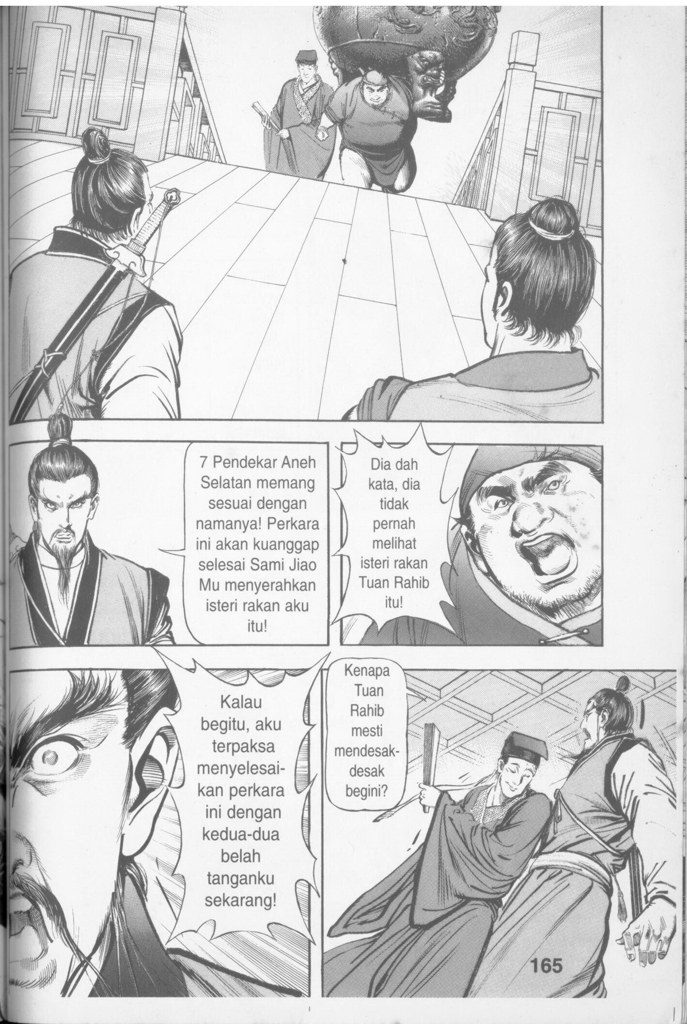 7 Pendekar Aneh
Selatan memang
sesuai dengan
namanya! Perkara
ini akan kuanggap
selesai Sami Jiao
Mu menyerahkan
isteri rakan aku
itu!
Dia dah
kata, dia
tidak
pernah
melihat
isteri rakan
Tuan Rahib
itu!
Kalau
begitu, aku
terpaksa
menyelesai-
kan perkara
ini dengan
kedua-dua
belah
tanganku
sekarang!
Kenapa
Tuan
Rahib
mesti
mendesak-
desak
begini?
165